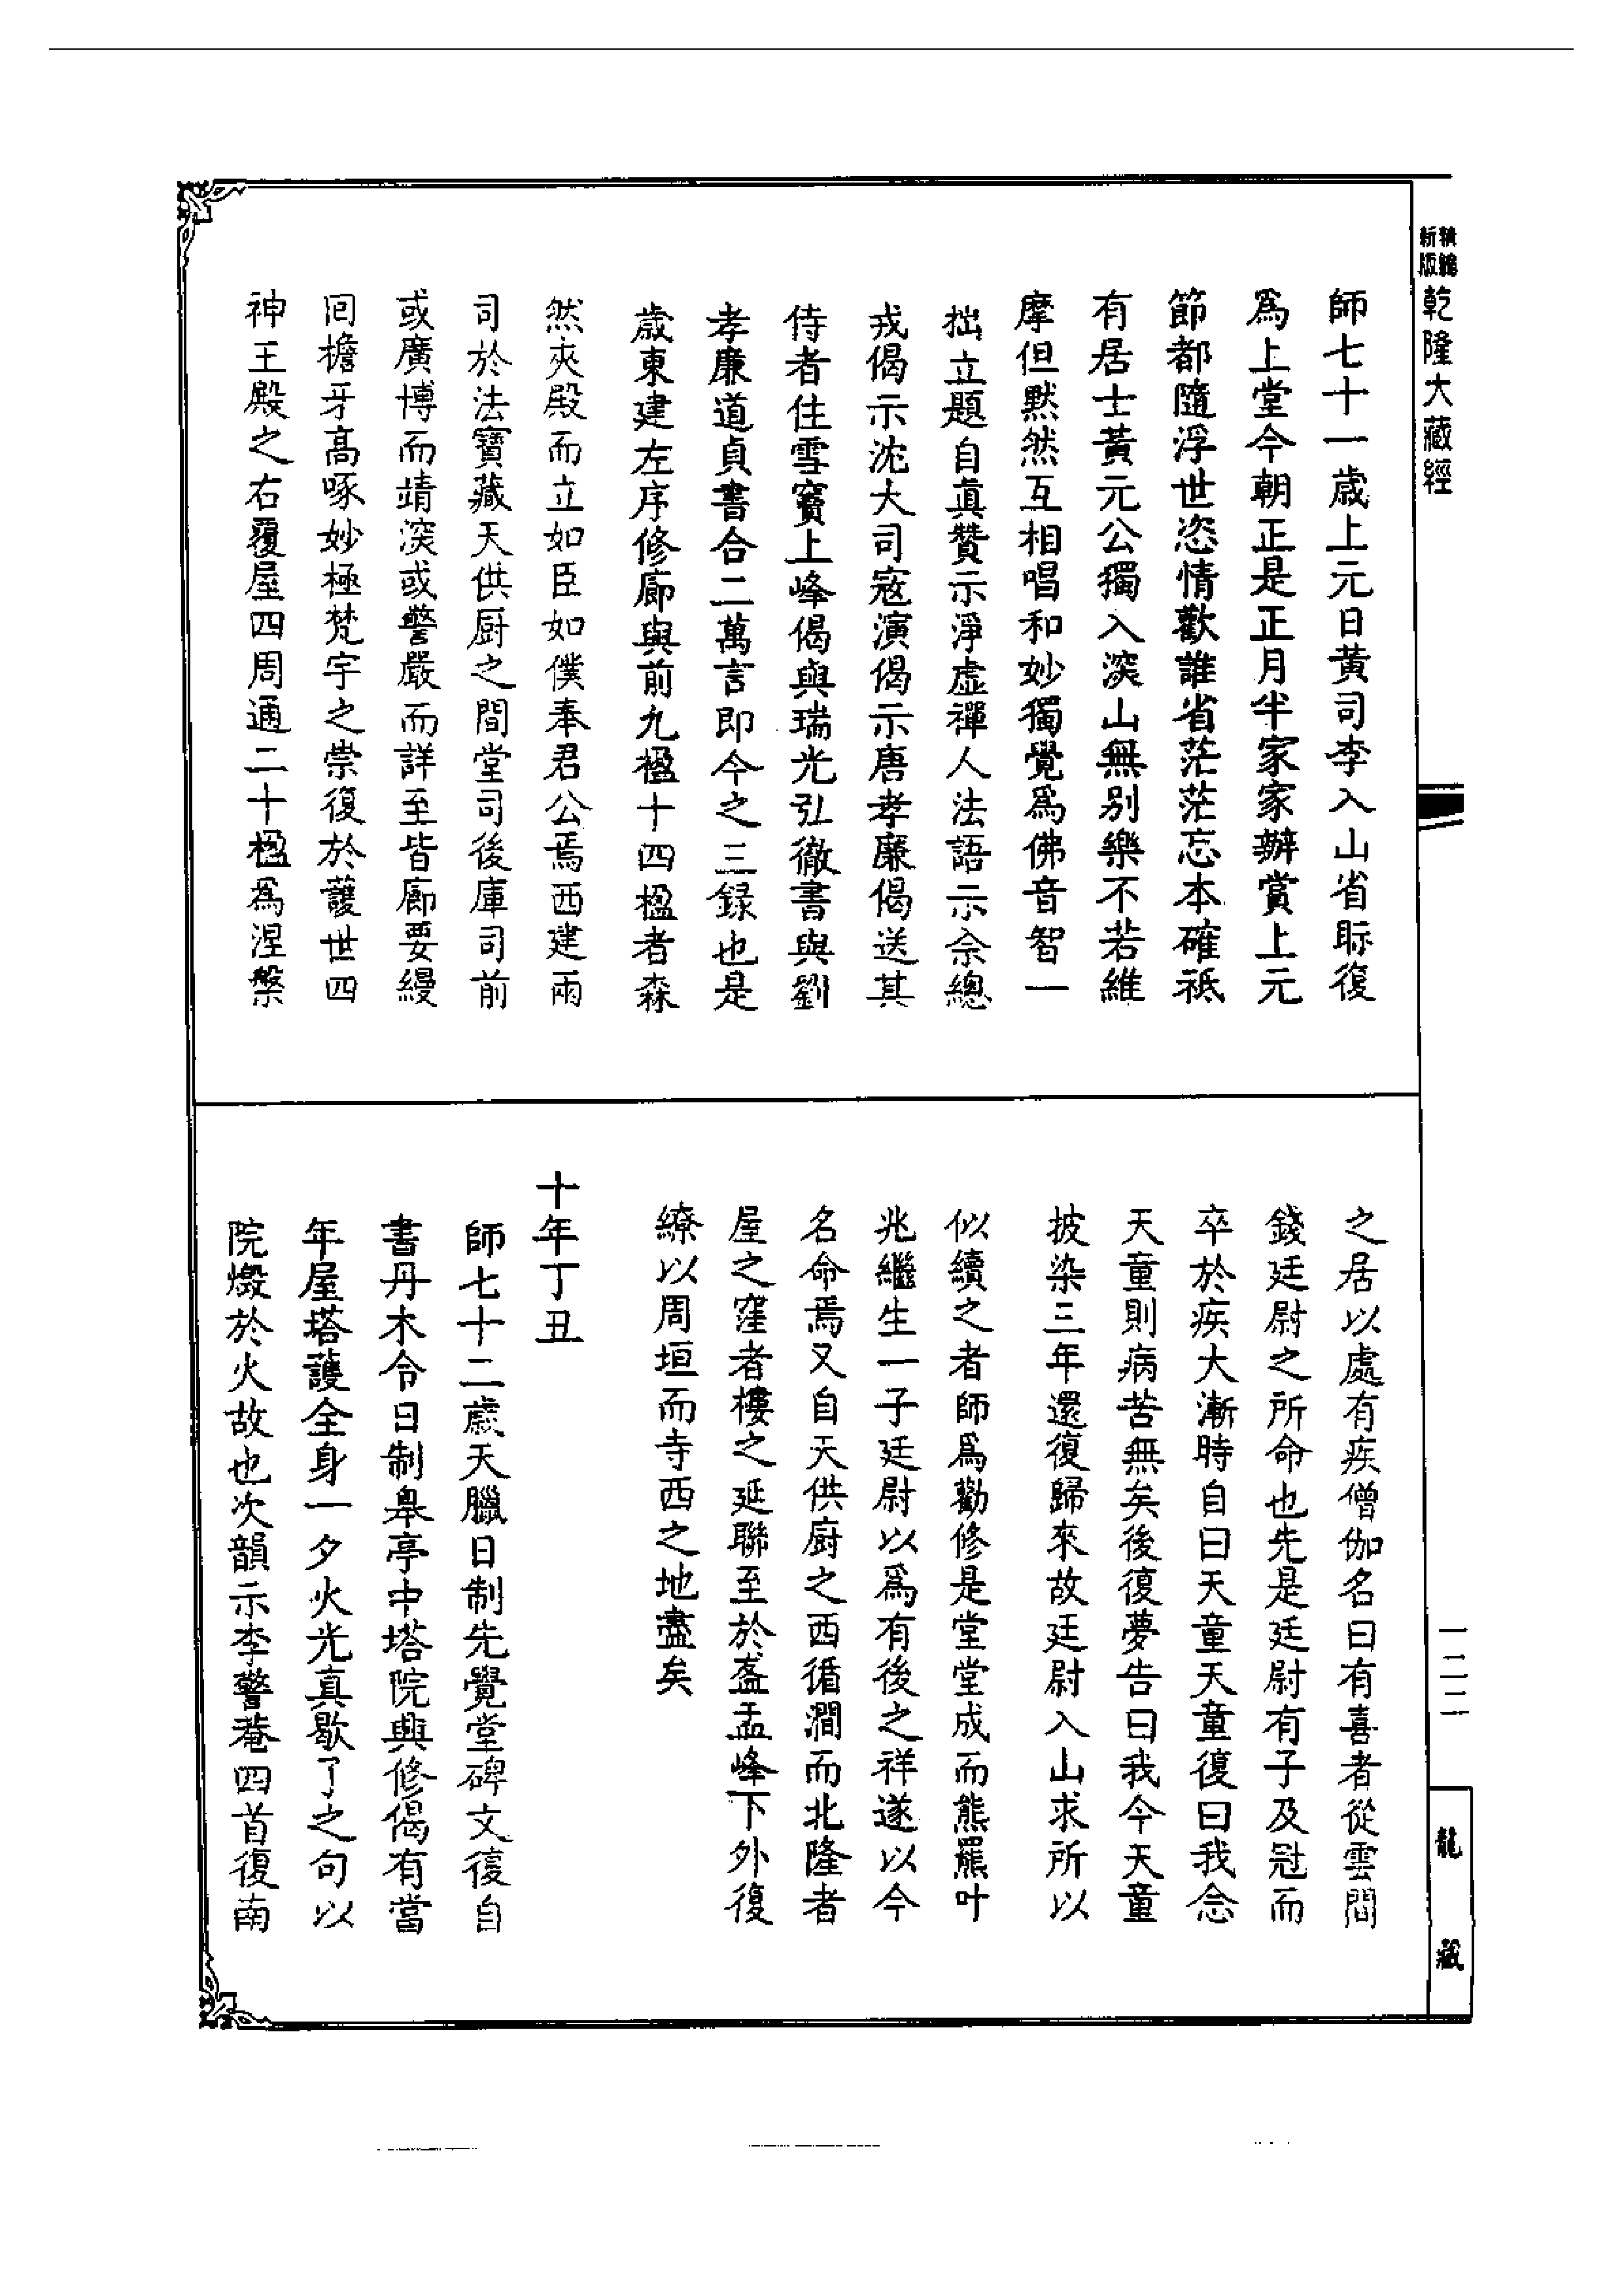 精縮新版
乾隆大藏經
師七十一歲上元日黃司李入山省眎復
爲上堂今朝正是正月半家家辦賞上元
節都隨浮世恣情歡誰省茫茫忘本確祗
有居士黃元公獨入深山無別樂不若維
摩但默然互相唱和妙獨覺爲佛音智一
拙立題自真贊示淨虛禪人法語示佘總
戎偈示沈大司寇演偈示唐孝廉偈送其
侍者住雪竇上峰偈與瑞光弘徹書與劉
孝廉道貞書合二萬言即今之三錄也是
歲東建左序修廊與前九楹十四楹者森
然夾殿而立如臣如僕奉君公焉西建兩
司於法寶藏天供厨之間堂司後庫司前
或廣博而靖深或警嚴而詳至皆廊要縵
囘檐牙高啄妙極梵宇之崇復於護世四
神王殿之右覆屋四周通二十楹爲涅槃
之居以處有疾僧伽名曰有喜者從雲間
錢廷尉之所命也先是廷尉有子及冠而
卒於疾大漸時自曰天童天童復曰我念
天童則病苦無矣後復夢告曰我今天童
披染三年還復歸來故廷尉入山求所以
似續之者師爲勸修是堂堂成而熊羆叶
兆繼生一子廷尉以爲有後之祥遂以今
名命焉又自天供厨之西循澗而北隆者
屋之窪者樓之延聯至於盋盂峰下外復
繚以周垣而寺西之地盡矣
十年丁丑
師七十二歲天臘日制先覺堂碑文復自
書丹木令日制臯亭中塔院興修偈有當
年屋塔護全身一夕火光真歇了之句以
院燬於火故也次韻示李警菴四首復南
一二二
龍藏